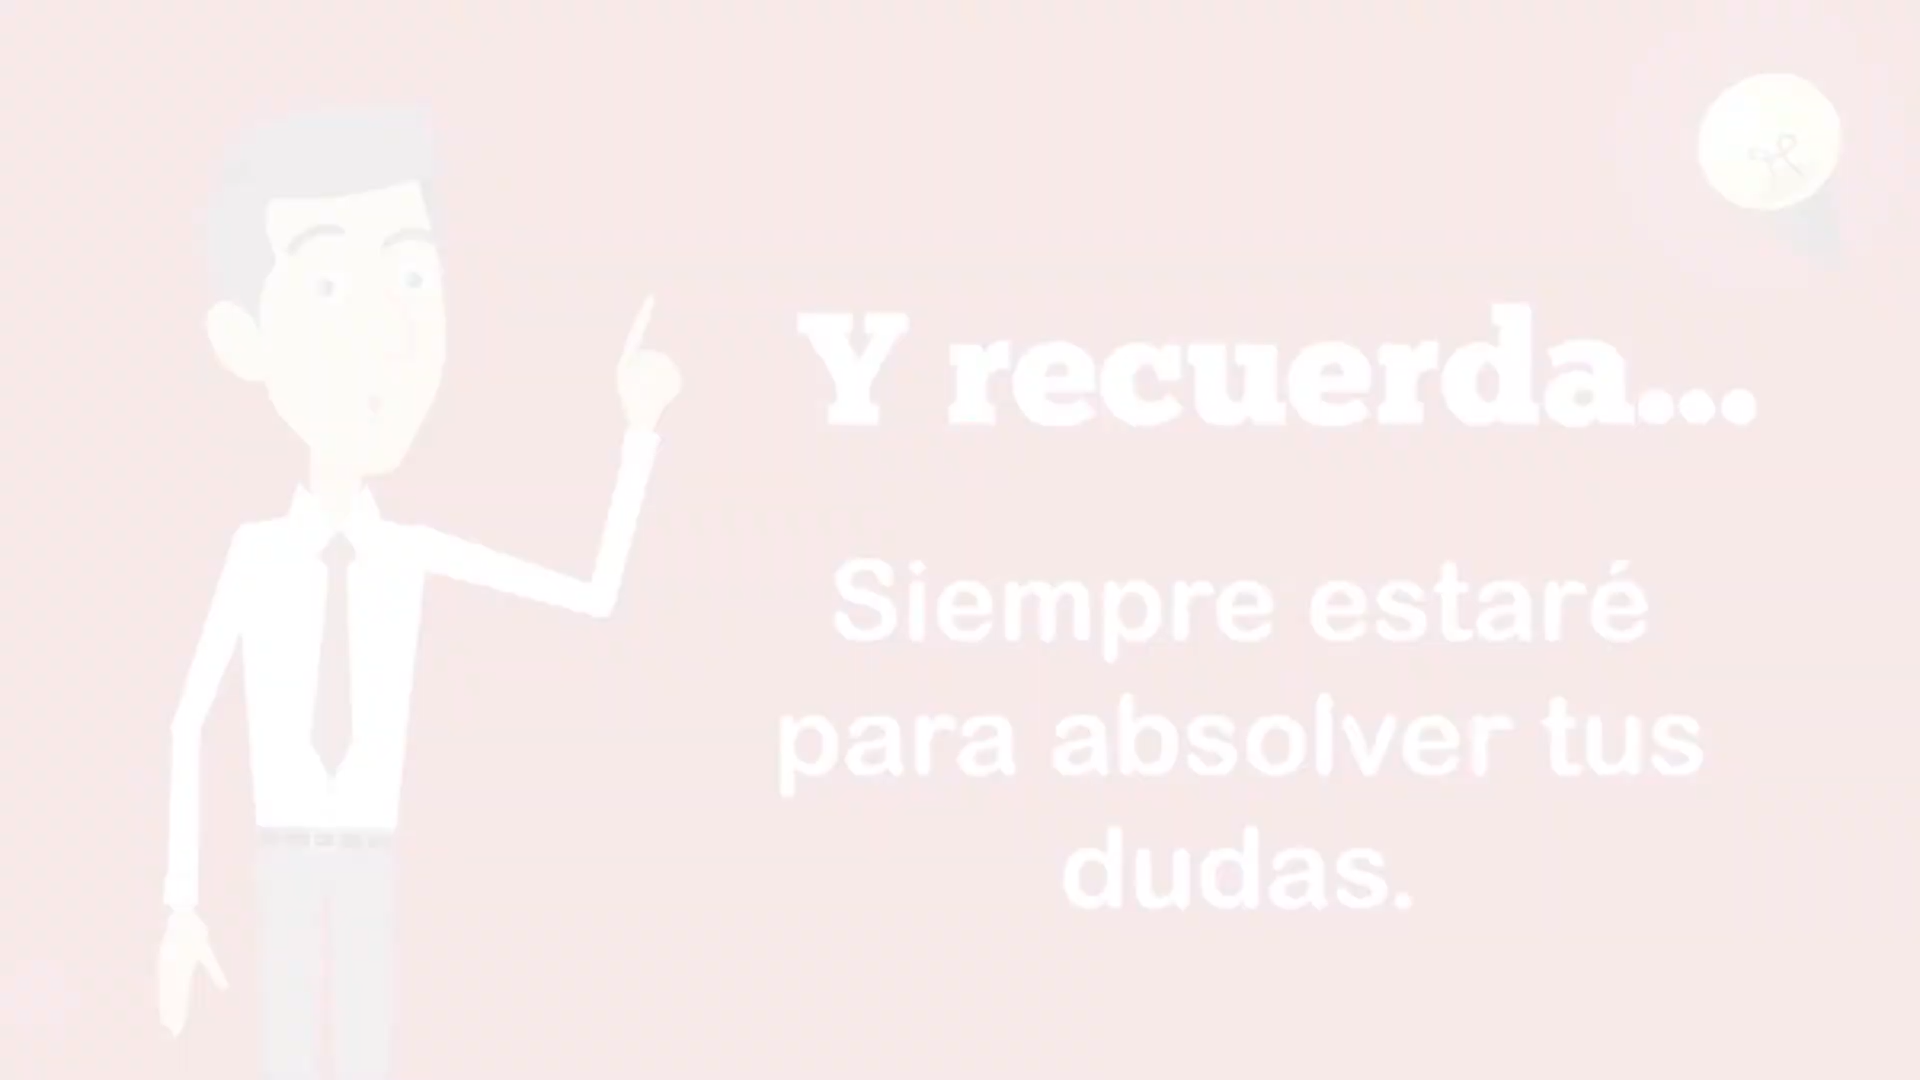 Y recuerda...
Siempre estaré
para absolver tus
dudas.